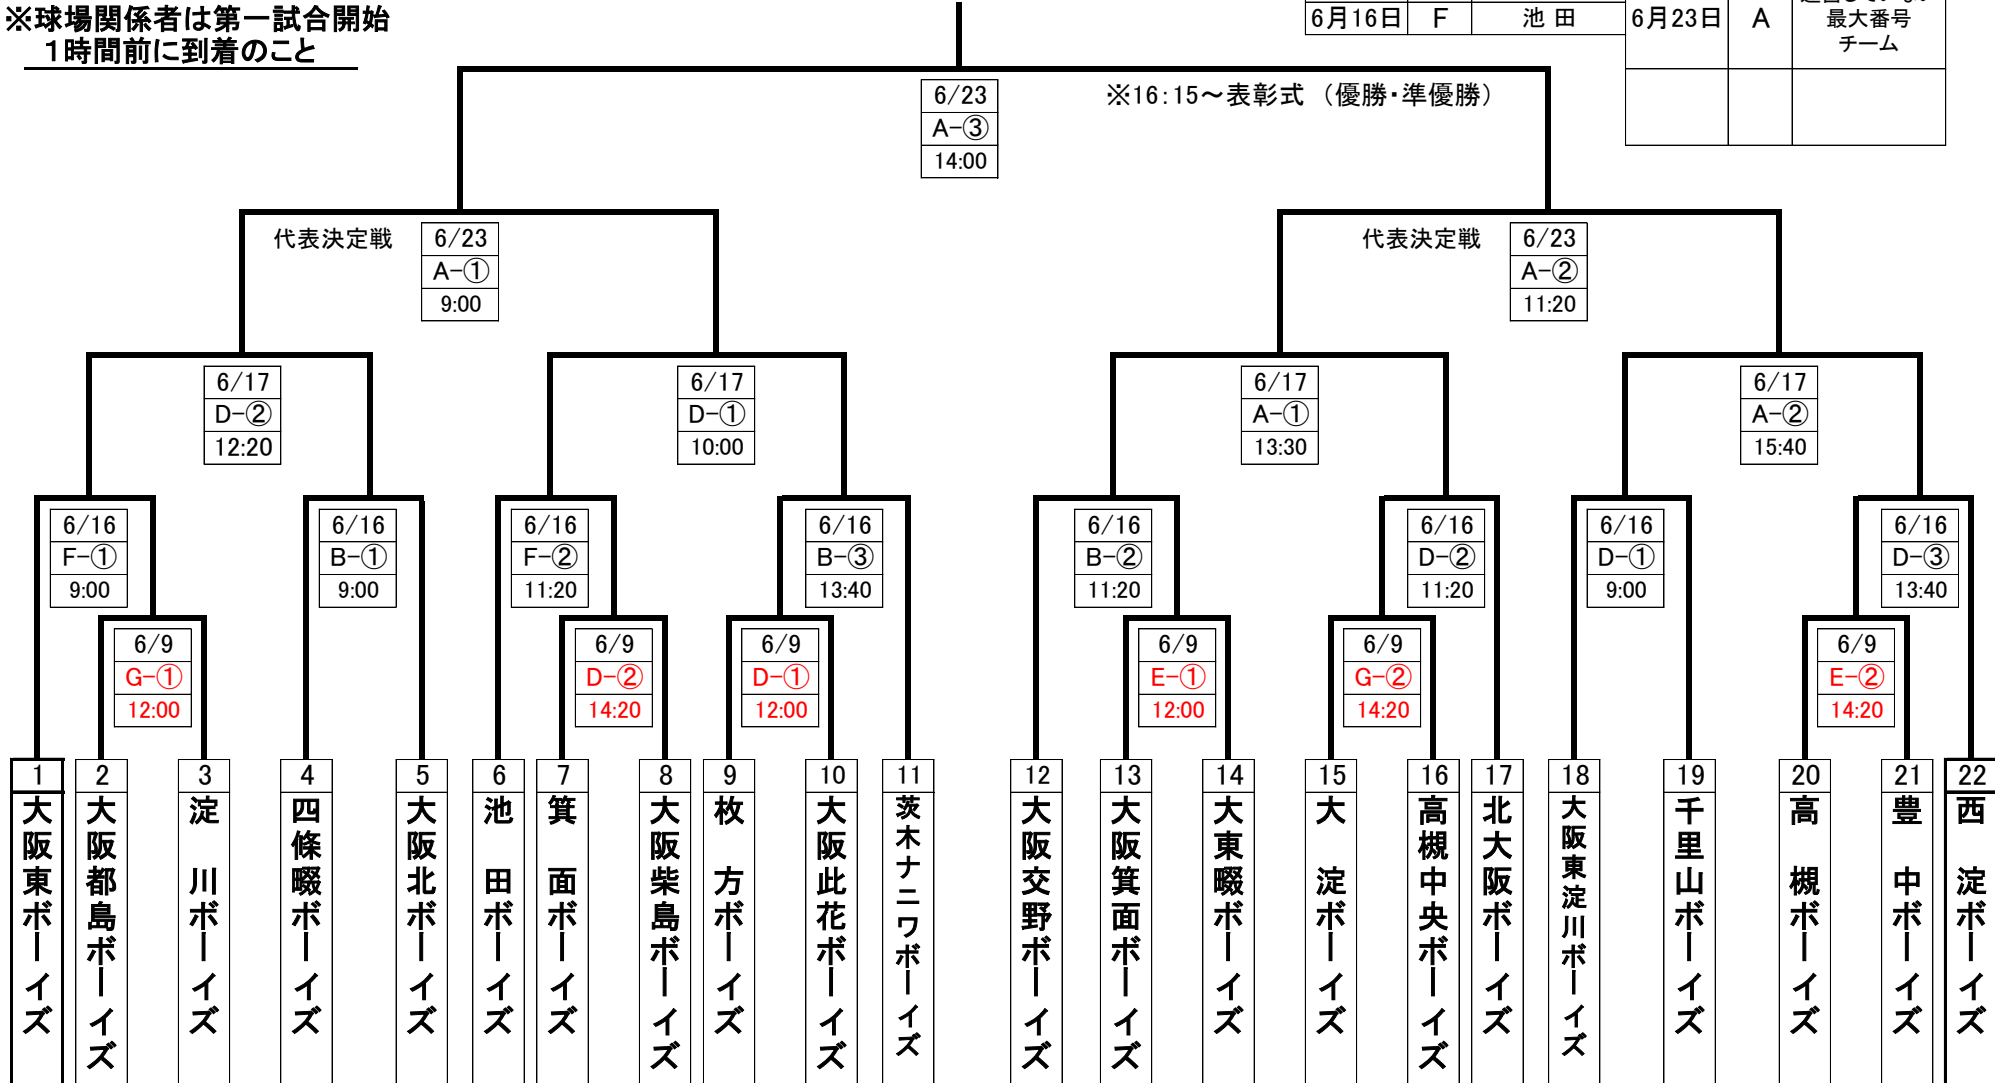 ※球場関係者は第一試合開始
1時間前に到着のこと
6月16日 F 池 田
6月23日 A
最大番号
チーム
※16:15～表彰式 （優勝・準優勝）
6/23
A-③
14:00
代表決定戦
6/23
A-①
9:00
代表決定戦
6/23
A-②
11:20
6/17
D-②
12:20
6/17
D-①
10:00
6/17
A-①
13:30
6/17
A-②
15:40
6/16
F-①
9:00
6/16
B-①
9:00
6/16
F-②
11:20
6/16
B-③
13:40
6/16
B-②
11:20
6/16
D-②
11:20
6/16
D-①
9:00
6/16
D-③
13:40
6/9
G-①
12:00
6/9
D-②
14:20
6/9
D-①
12:00
6/9
E-①
12:00
6/9
G-②
14:20
6/9
E-②
14:20
1
大阪東ボーイズ
2
大阪都島ボーイズ
3
淀 川ボーイズ
4
四條畷ボーイズ
5
大阪北ボーイズ
6
池 田ボーイズ
7
箕 面ボーイズ
8
大阪柴島ボーイズ
9
枚 方ボーイズ
10
大阪此花ボーイズ
11
茨木ナニワボーイズ
12
大阪交野ボーイズ
13
大阪箕面ボーイズ
14
大東畷ボーイズ
15
大 淀ボーイズ
16
高槻中央ボーイズ
17
北大阪ボーイズ
18
大阪東淀川ボーイズ
19
千里山ボーイズ
20
高 槻ボーイズ
21
豊 中ボーイズ
22
西 淀ボーイズ